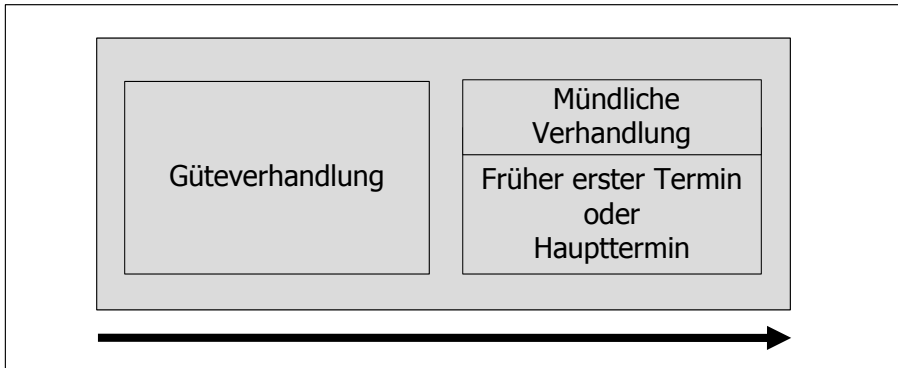 Güteverhandlung
Mündliche
Verhandlung
Früher erster Termin
oder
Haupttermin